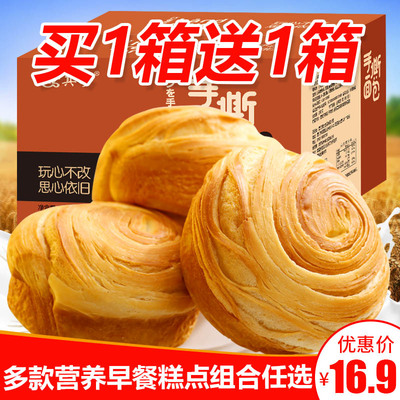 买1箱送1箱
手撕
手撕
面包
玩心不改
思心依旧
多款营养早餐糕点组合任选
优惠价
¥16.9